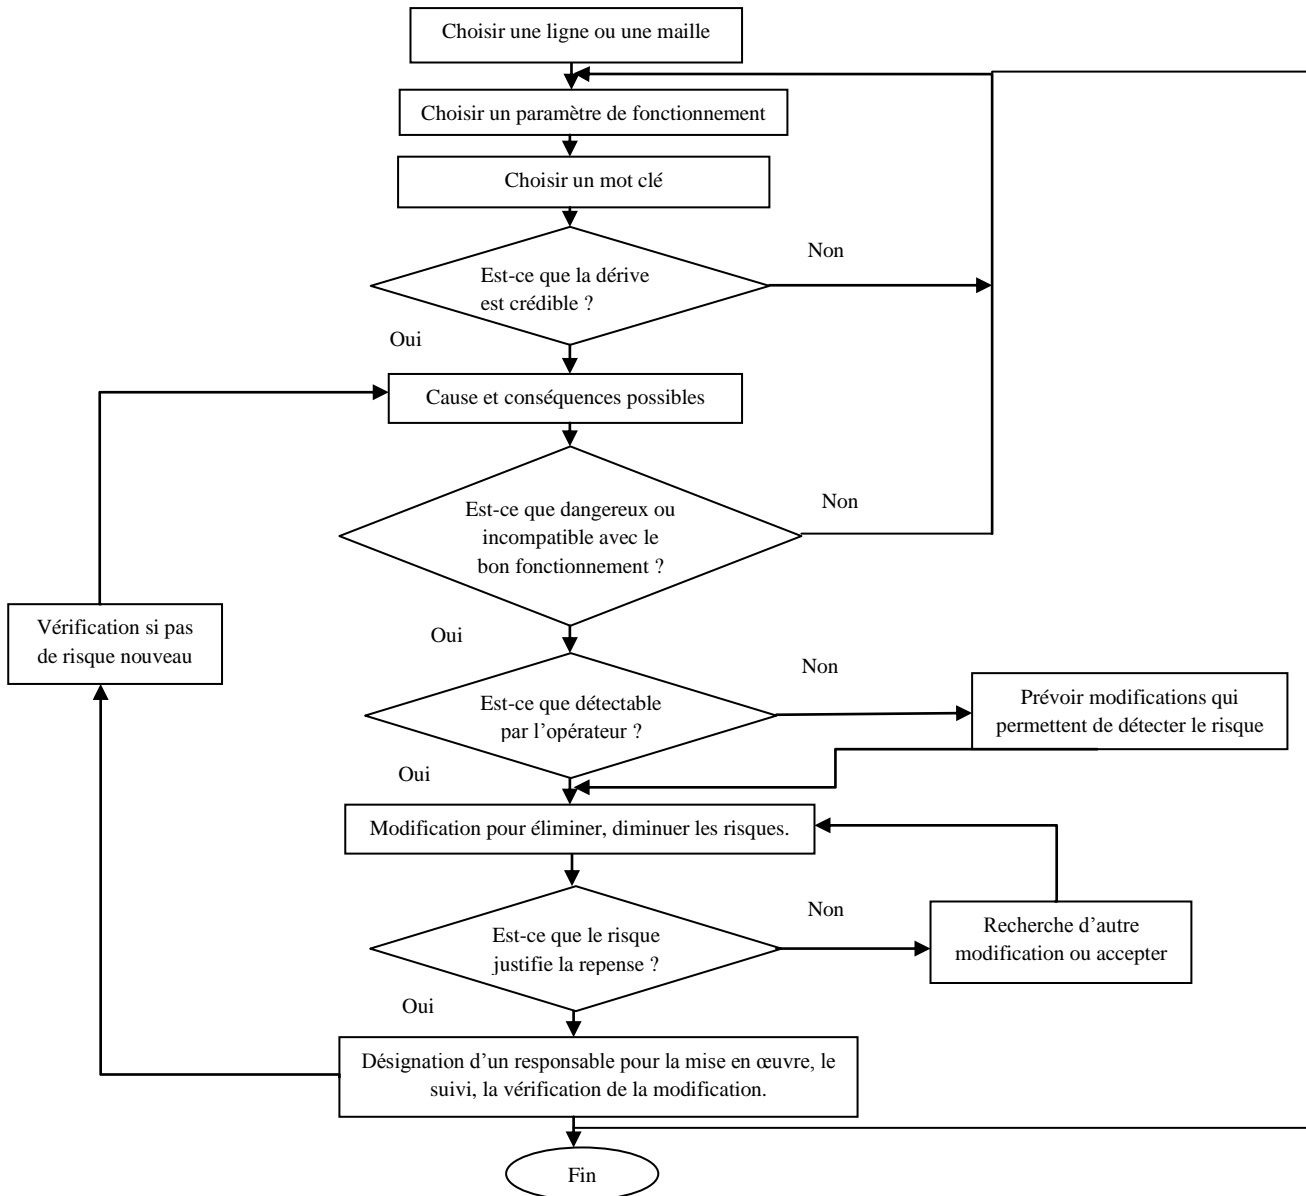 Choisir une ligne ou une maille
Choisir un paramètre de fonctionnement
Choisir un mot clé
Non
Est-ce que la dérive
est crédible ?
Oui
Cause et conséquences possibles
Non
Est-ce que dangereux ou
incompatible avec le
bon fonctionnement ?
Vérification si pas
de risque nouveau
Oui
Non
Est-ce que détectable
par l’opérateur ?
Prévoir modifications qui
permettent de détecter le risque
Oui
Modification pour éliminer, diminuer les risques.
Non
Est-ce que le risque
justifie la repense ?
Recherche d’autre
modification ou accepter
Oui
Désignation d’un responsable pour la mise en œuvre, le
suivi, la vérification de la modification.
Fin